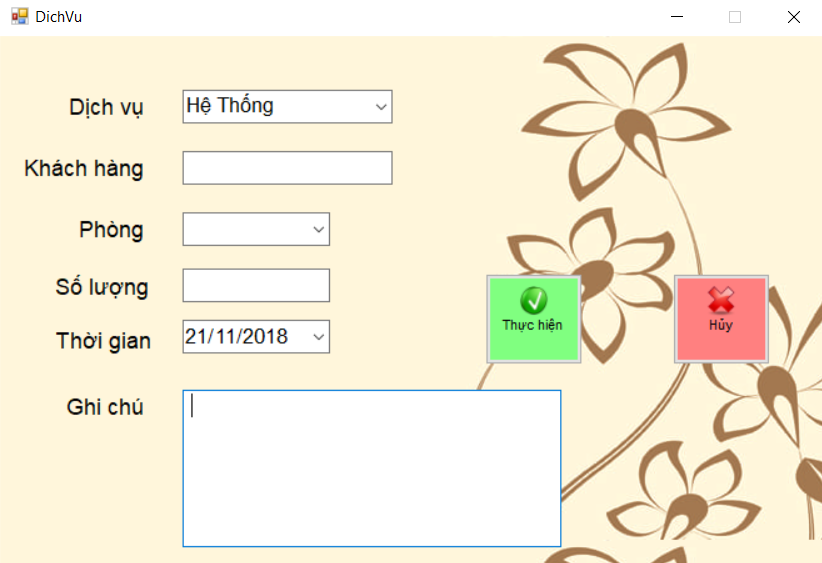 DichVu
Dịch vụ
Hệ Thống
Khách hàng
Phòng
Số lượng
Thời gian
21/11/2018
Thực hiện
Hủy
Ghi chú